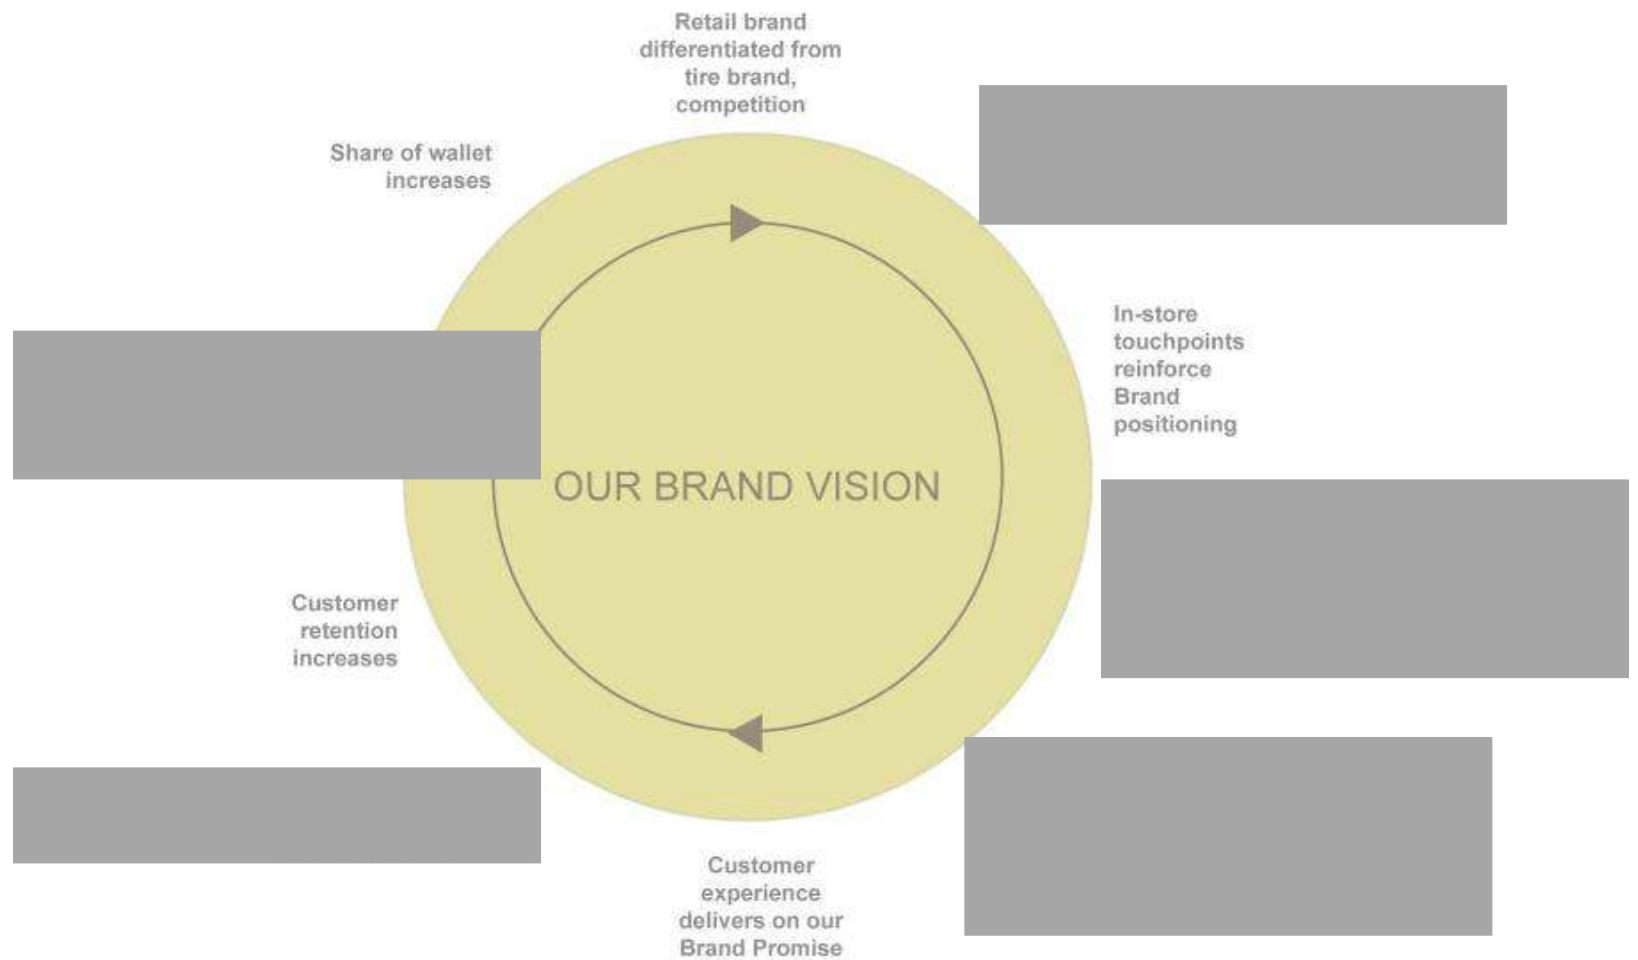 Retail brand
differentiated from
tire brand,
competition
Share of wallet
increases
In-store
touchpoints
reinforce
Brand
positioning
OUR BRAND VISION
Customer
retention
increases
Customer
experience
delivers on our
Brand Promise